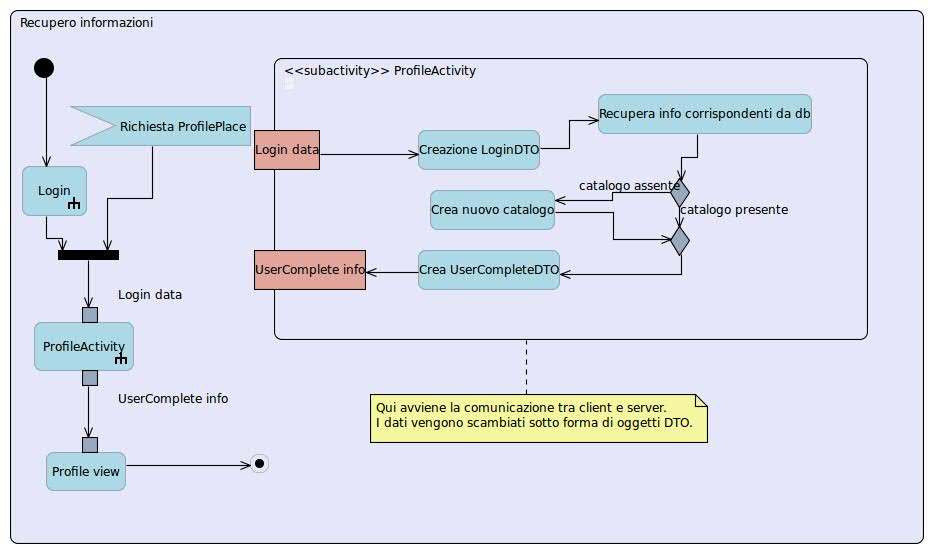 Recupero informazioni
<<subactivity>> ProfileActivity
Richiesta ProfilePlace
Login data
Creazione LoginDTO
Recupera info corrispondenti da db
Login
catalogo assente
Crea nuovo catalogo
catalogo presente
UserComplete info
Crea UserCompleteDTO
Login data
ProfileActivity
UserComplete info
Qui avviene la comunicazione tra client e server.
I dati vengono scambiati sotto forma di oggetti DTO.
Profile view